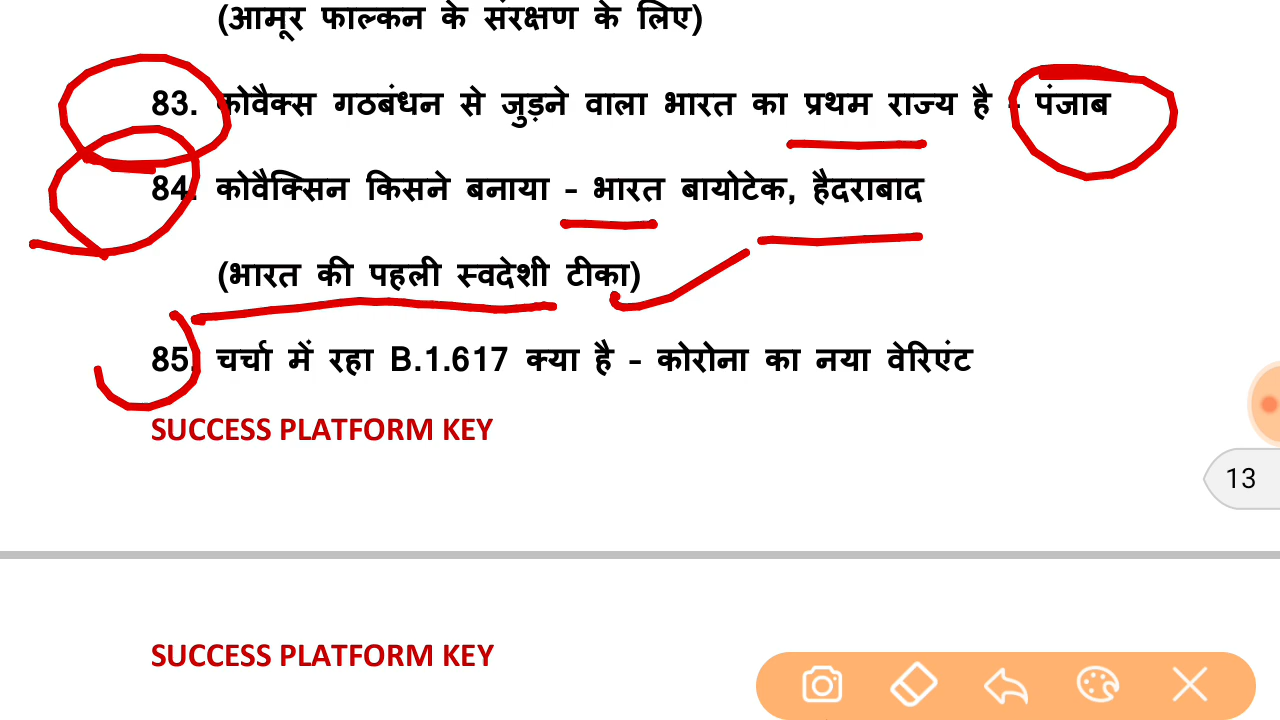 (आमूर फाल्कन के संरक्षण के लिए)
83. कोवैक्स गठबंधन से जुड़ने वाला भारत का प्रथम राज्य है - पंजाब
84. कोवैक्सिन किसने बनाया – भारत बायोटेक, हैदराबाद
(भारत की पहली स्वदेशी टीका)
85. चर्चा में रहा B.1.617 क्या है – कोरोना का नया वेरिएंट
SUCCESS PLATFORM KEY
13
SUCCESS PLATFORM KEY